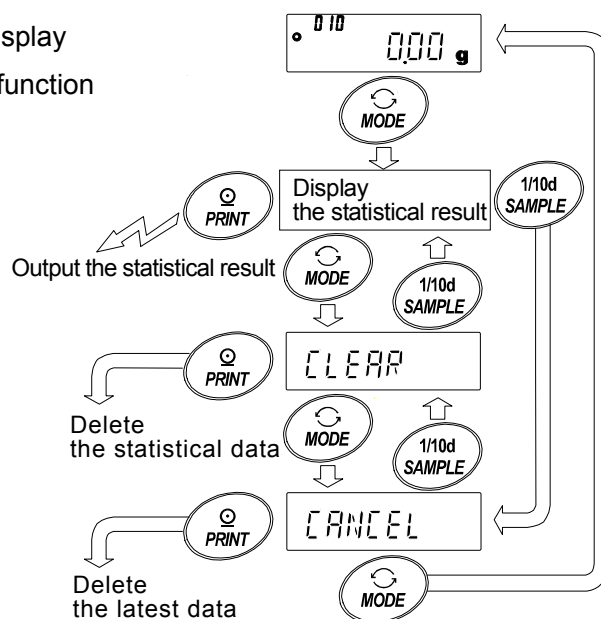 splay
function
010
0.00 g
MODE
Display
the statistical result
PRINT
1/10d
SAMPLE
Output the statistical result
MODE
1/10d
SAMPLE
PRINT
CLEAR
Delete
the statistical data
MODE
1/10d
SAMPLE
PRINT
CANCEL
Delete
the latest data
MODE